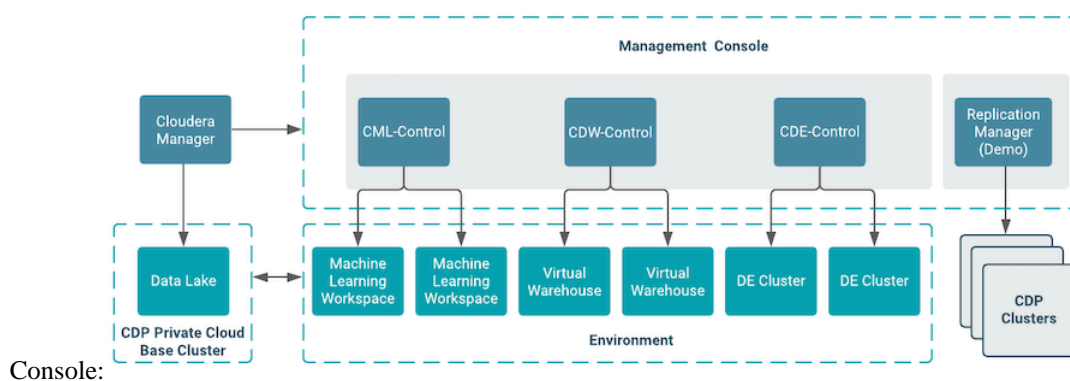 Management Console
Cloudera
Manager
CML-Control
CDW-Control
CDE-Control
Replication
Manager
(Demo)
Data Lake
CDP Private Cloud
Base Cluster
Machine
Learning
Workspace
Machine
Learning
Workspace
Virtual
Warehouse
Virtual
Warehouse
DE Cluster
DE Cluster
Environment
CDP
Clusters
Console: